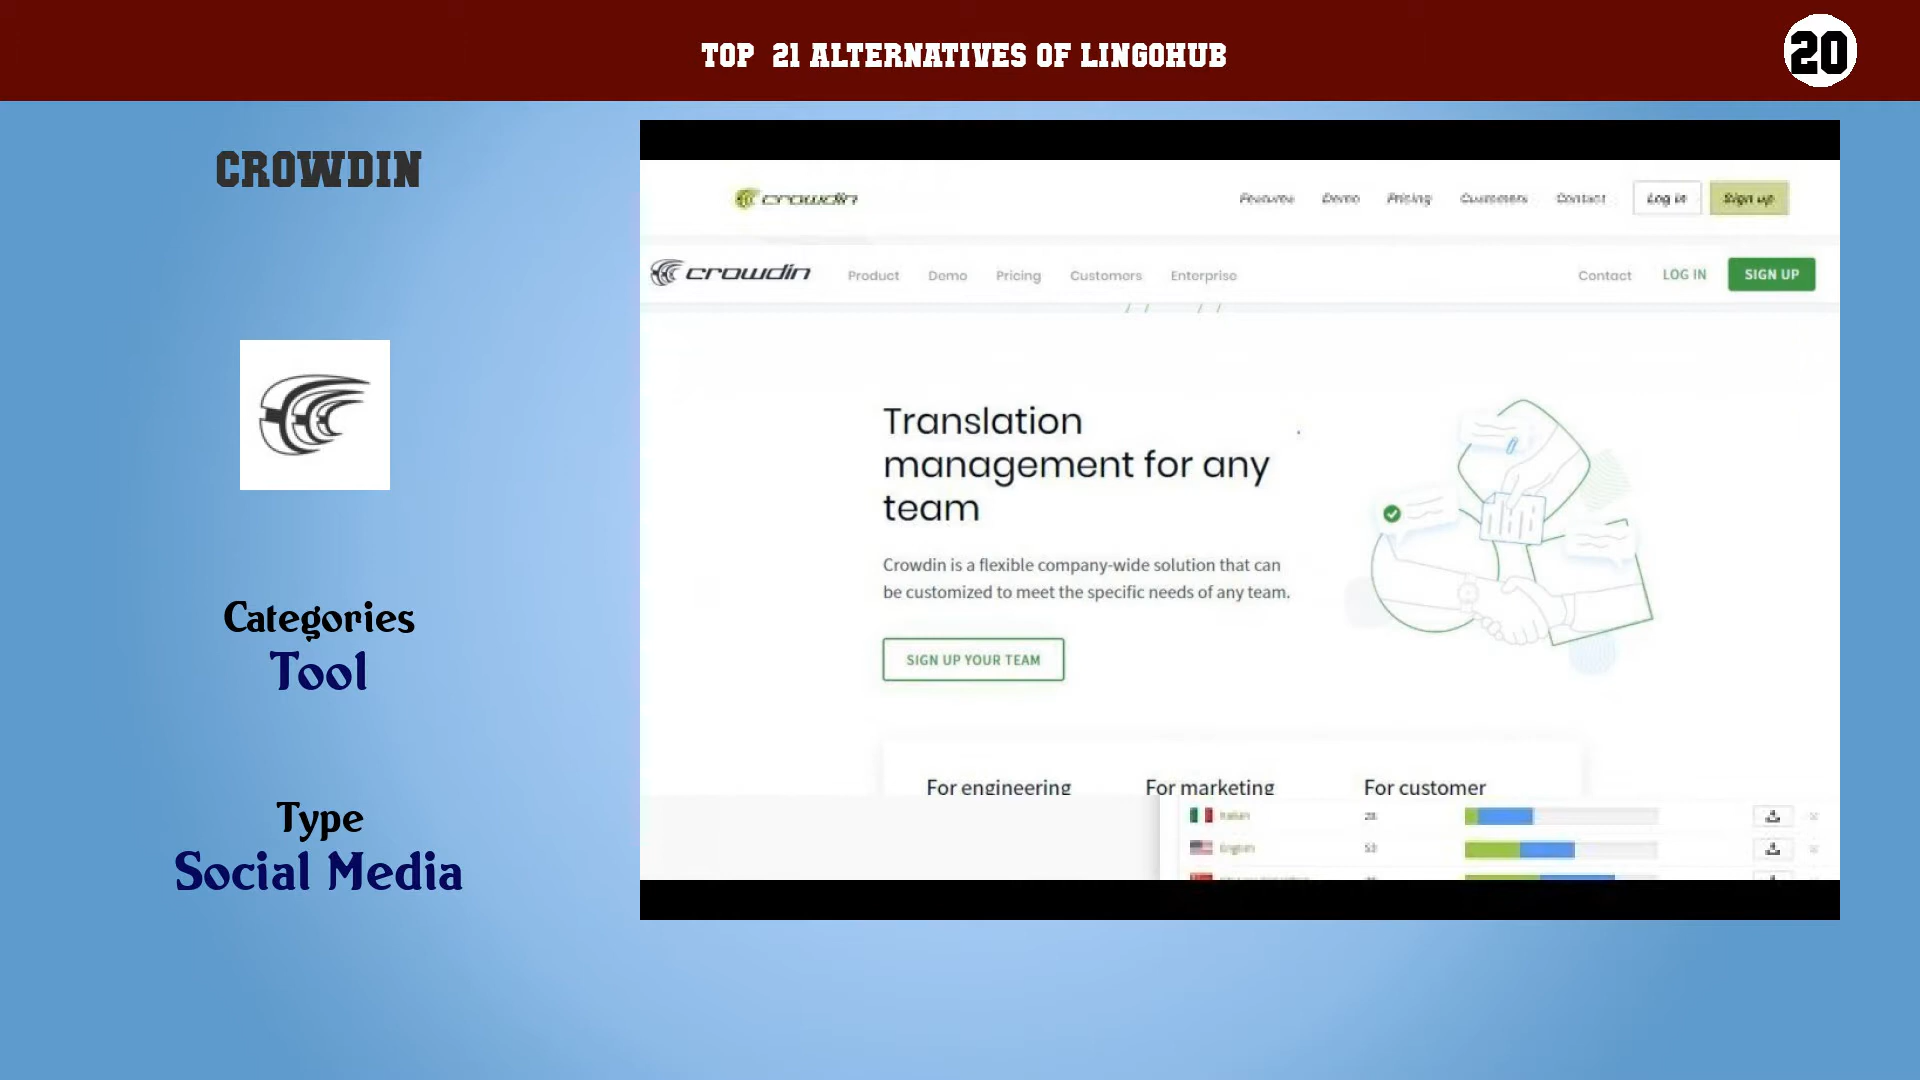 TOP 21 ALTERNATIVES OF LINGOHUB
20
CROWDIN
Categories
Tool
Type
Social Media
crowdin
Features Demo Pricing Customers Contact Log in Sign up
crowdin Product Demo Pricing Customers Enterprise Contact LOG IN SIGN UP
Translation
management for any
team
Crowdin is a flexible company-wide solution that can
be customized to meet the specific needs of any team.
SIGN UP YOUR TEAM
For engineering For marketing For customer
Italian
English 53